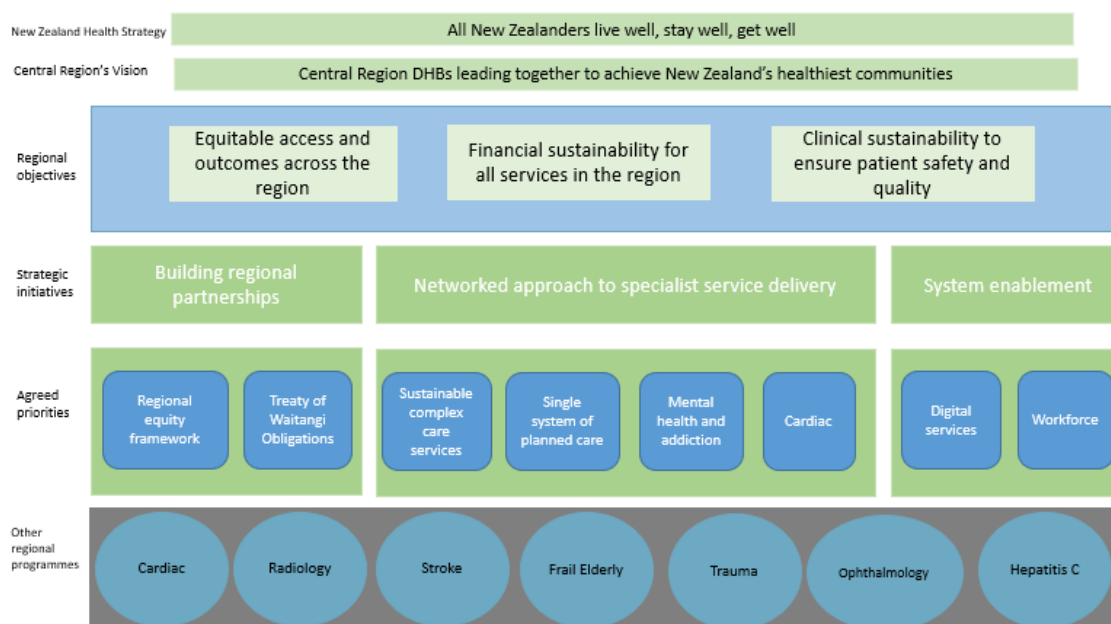 New Zealand Health Strategy
All New Zealanders live well, stay well, get well
Central Region's Vision
Central Region DHBs leading together to achieve New Zealand's healthiest communities
Regional
objectives
Equitable access and
outcomes across the
region
Financial sustainability for
all services in the region
Clinical sustainability to
ensure patient safety and
quality
Strategic
initiatives
Building regional
partnerships
Networked approach to specialist service delivery
System enablement
Agreed
priorities
Regional
equity
framework
Treaty of
Waitangi
Obligations
Sustainable
complex
care
services
Single
system of
planned care
Mental
health and
addiction
Cardiac
Digital
services
Workforce
Other
regional
programmes
Cardiac
Radiology
Stroke
Frail Elderly
Trauma
Ophthalmology
Hepatitis C